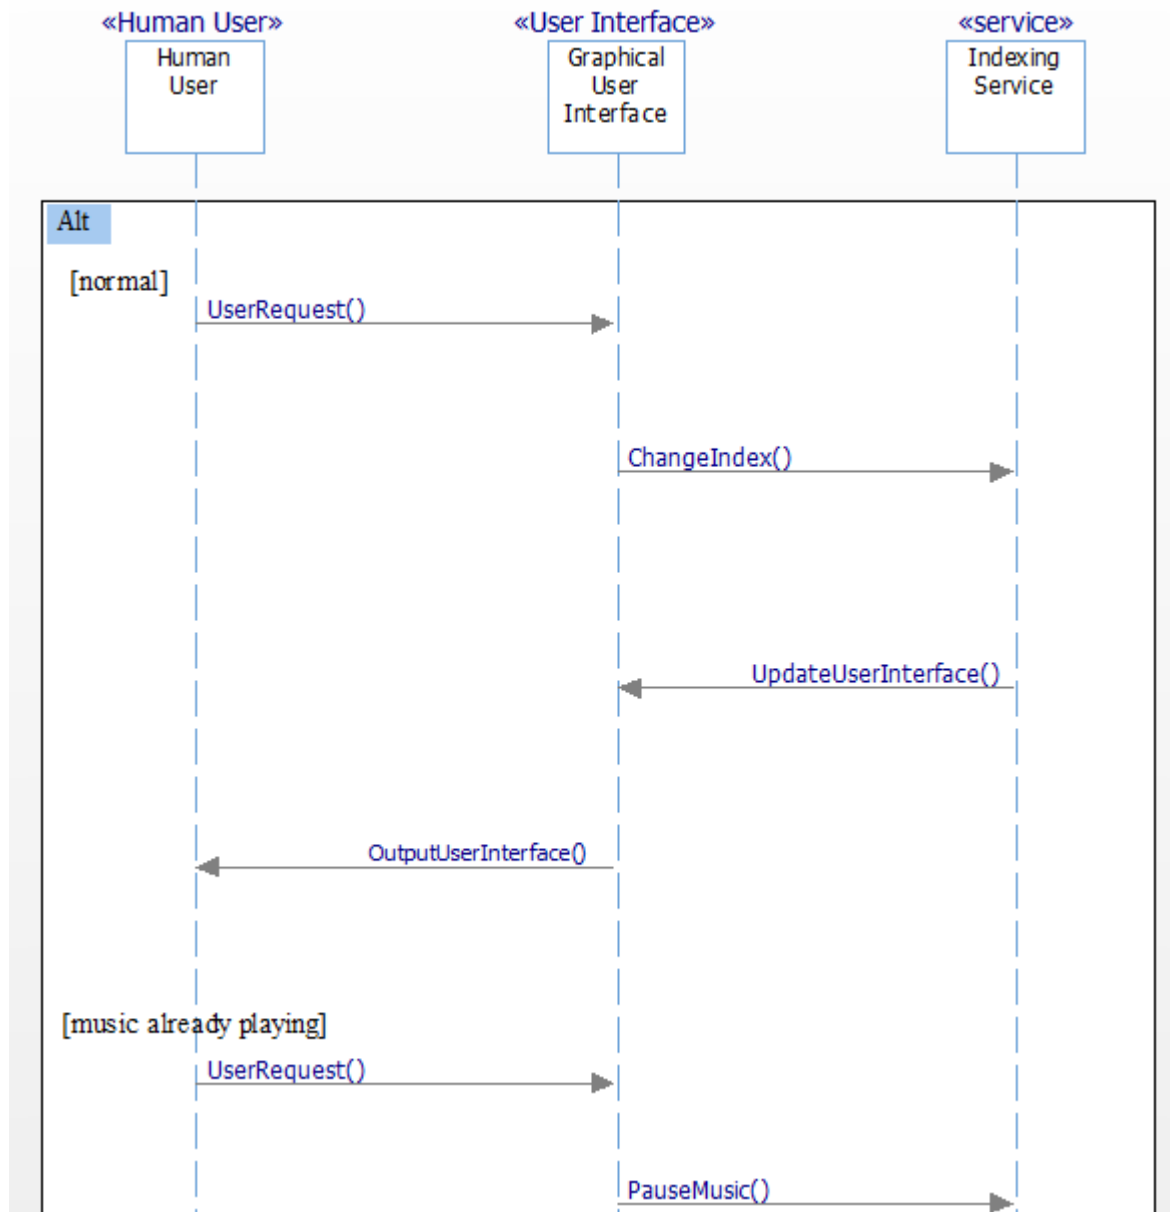 «Human User»
«User Interface»
«service»
Human
User
Graphical
User
Interface
Indexing
Service
Alt
[normal]
UserRequest()
ChangeIndex()
UpdateUserInterface()
OutputUserInterface()
[music already playing]
UserRequest()
PauseMusic()